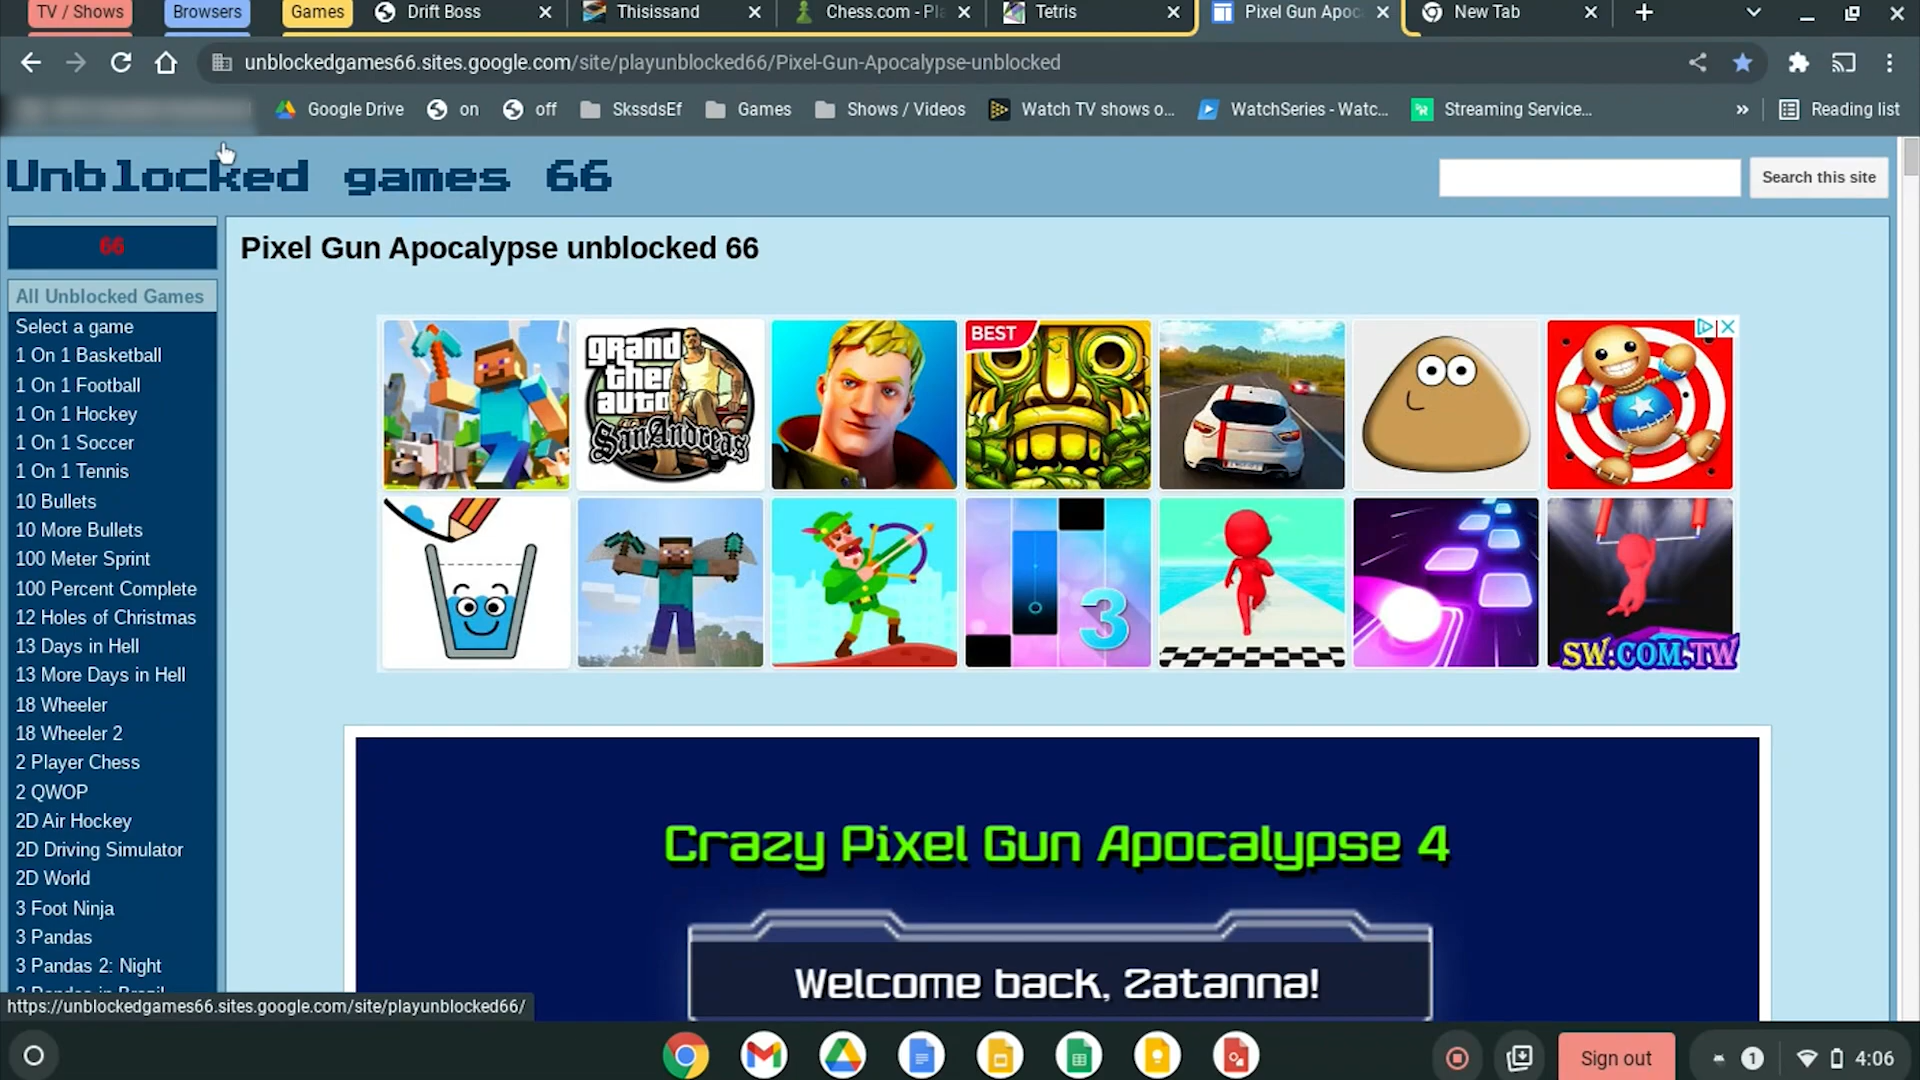 TV / Shows
Browsers
Games
Drift Boss
Thisissand
Chess.com - Pl
Tetris
Pixel Gun Apoc
New Tab
unblockedgames66.sites.google.com/site/playunblocked66/Pixel-Gun-Apocalypse-unblocked
Google Drive
on
off
SkssdsEf
Games
Shows / Videos
Watch TV shows o...
WatchSeries - Watc...
Streaming Service...
»
Reading list
Unblocked games 66
Search this site
66
Pixel Gun Apocalypse unblocked 66
All Unblocked Games
Select a game
1 On 1 Basketball
1 On 1 Football
1 On 1 Hockey
1 On 1 Soccer
1 On 1 Tennis
10 Bullets
10 More Bullets
100 Meter Sprint
100 Percent Complete
12 Holes of Christmas
13 Days in Hell
13 More Days in Hell
18 Wheeler
18 Wheeler 2
2 Player Chess
2 QWOP
2D Air Hockey
2D Driving Simulator
2D World
3 Foot Ninja
3 Pandas
3 Pandas 2: Night
3 Pandas in Brazil
grand
theft
auto
SanAndreas
BEST
3
SW.COM.TW
Crazy Pixel Gun Apocalypse 4
Welcome back, Zatanna!
https://unblockedgames66.sites.google.com/site/playunblocked66/
Sign out
1
4:06